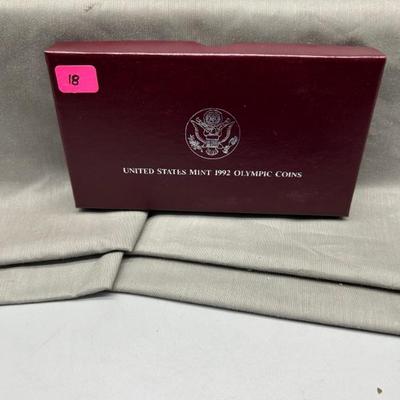 18
UNITED STATES MINT 1992 OLYMPIC COINS